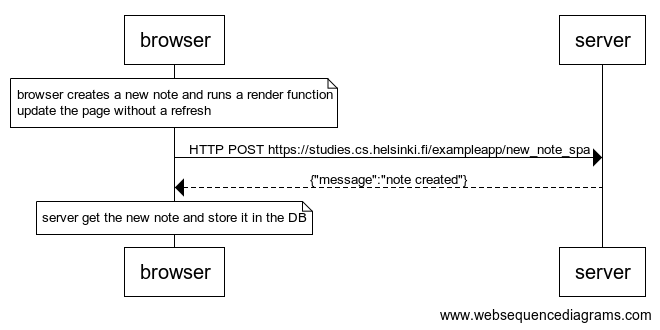 browser
server
browser creates a new note and runs a render function
update the page without a refresh
HTTP POST https://studies.cs.helsinki.fi/exampleapp/new_note_spa
{"message":"note created"}
server get the new note and store it in the DB
browser
server
www.websequencediagrams.com